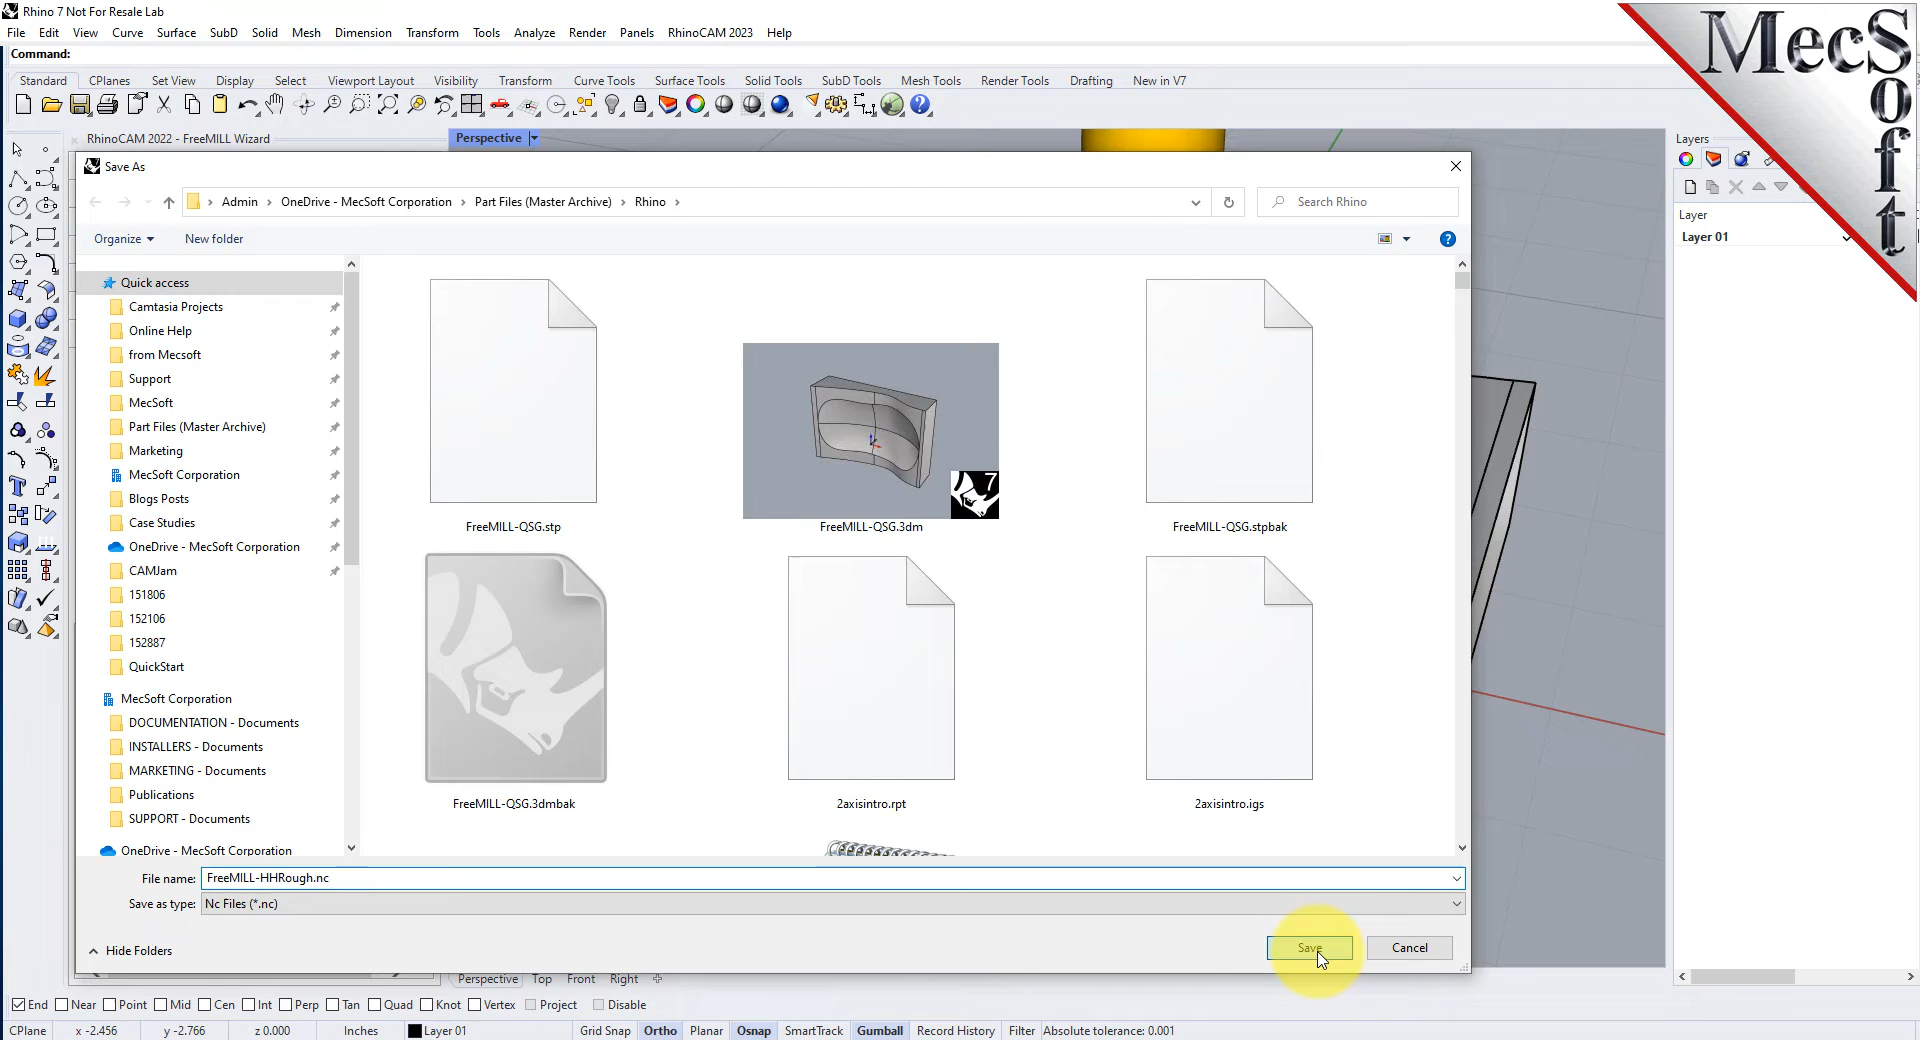 Rhino 7 Not For Resale Lab
File Edit View Curve Surface SubD Solid Mesh Dimension Transform Tools Analyze Render Panels RhinoCAM 2023 Help
Command:
Standard CPlanes Set View Display Select Viewport Layout Visibility Transform Curve Tools Surface Tools Solid Tools SubD Tools Mesh Tools Render Tools Drafting New in V7
MecSoft
RhinoCAM 2022 - FreeMILL Wizard
Perspective
Layers
Layer
Layer 01
Save As
Admin › OneDrive - MecSoft Corporation › Part Files (Master Archive) › Rhino ›
Search Rhino
Organize New folder
Quick access
Camtasia Projects
Online Help
from Mecsoft
Support
MecSoft
Part Files (Master Archive)
Marketing
MecSoft Corporation
Blogs Posts
Case Studies
OneDrive - MecSoft Corporation
CAMJam
151806
152106
152887
QuickStart
MecSoft Corporation
DOCUMENTATION - Documents
INSTALLERS - Documents
MARKETING - Documents
Publications
SUPPORT - Documents
OneDrive - MecSoft Corporation
7
FreeMILL-QSG.stp FreeMILL-QSG.3dm FreeMILL-QSG.stpbak
FreeMILL-QSG.3dmbak 2axisintro.rpt 2axisintro.igs
File name: FreeMILL-HHRough.nc
Save as type: Nc Files (*.nc)
Hide Folders
Save Cancel
Perspective Top Front Right
End Near Point Mid Cen Int Perp Tan Quad Knot Vertex Project Disable
CPlane x -2.456 y -2.766 z 0.000 Inches Layer 01 Grid Snap Ortho Planar Osnap SmartTrack Gumball Record History Filter Absolute tolerance: 0.001